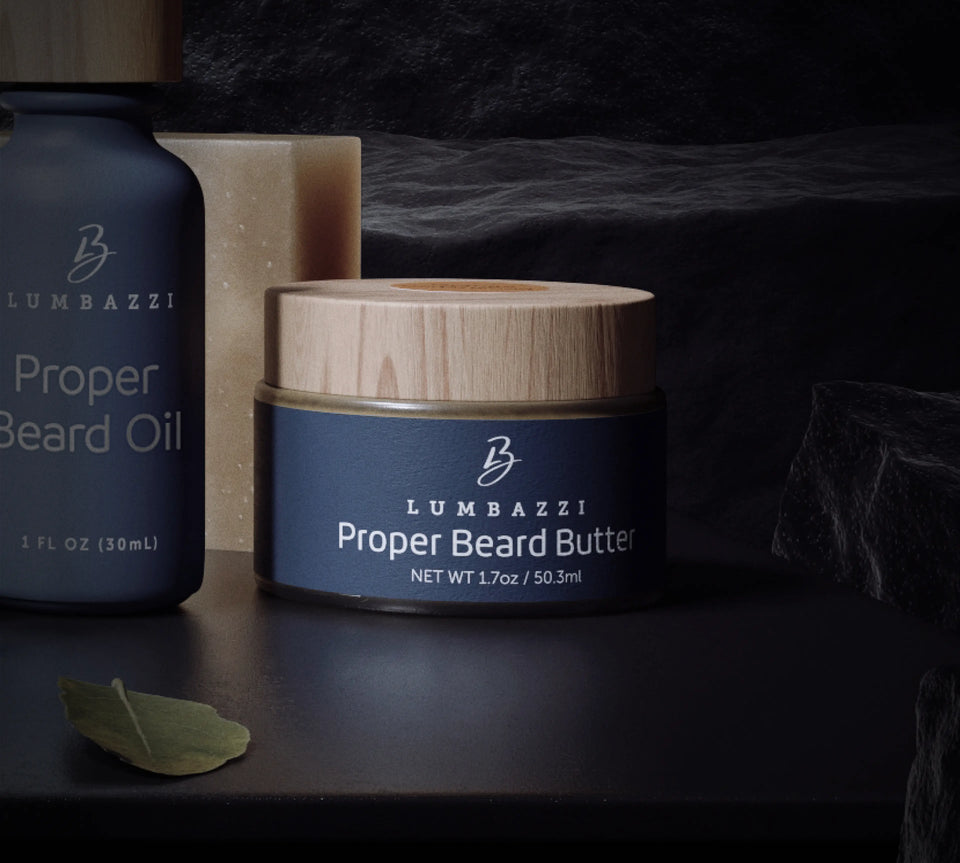 LUMBAZZI
Proper
Beard Oil
1 FL OZ (30mL)
LUMBAZZI
Proper Beard Butter
NET WT 1.7oz / 50.3ml